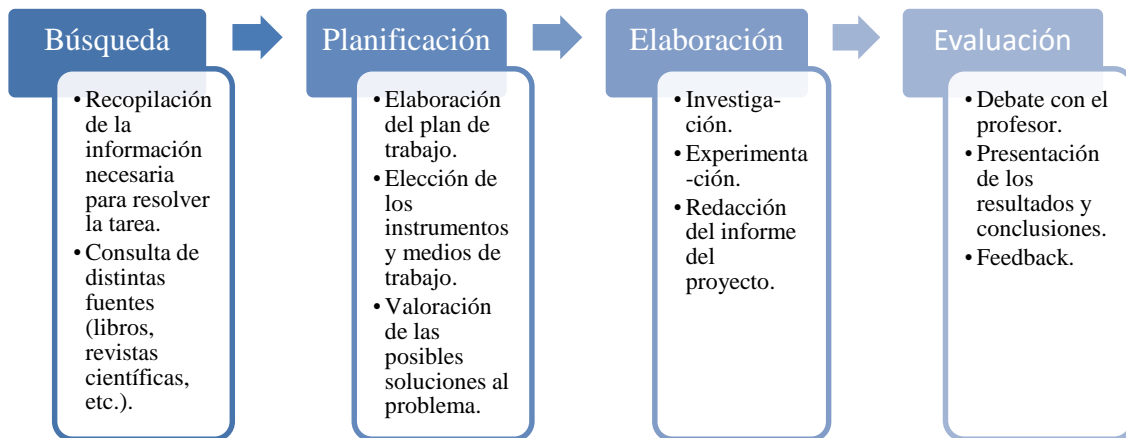 Búsqueda
• Recopilación
de la
información
necesaria
para resolver
la tarea.
• Consulta de
distintas
fuentes
(libros,
revistas
científicas,
etc.).
Planificación
• Elaboración
del plan de
trabajo.
• Elección de
los
instrumentos
y medios de
trabajo.
• Valoración
de las
posibles
soluciones al
problema.
Elaboración
• Investiga-
ción.
• Experimenta
-ción.
• Redacción
del informe
del
proyecto.
Evaluación
• Debate con el
profesor.
• Presentación
de los
resultados y
conclusiones.
• Feedback.